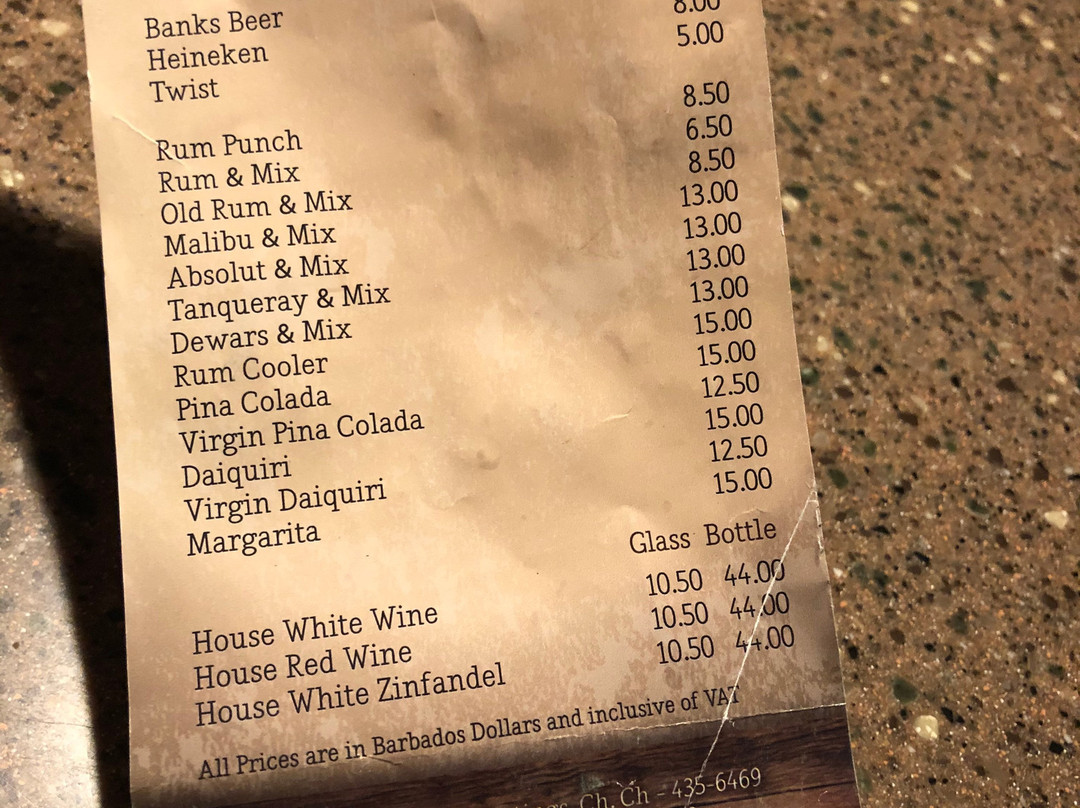 Banks Beer
Heineken 8.00
Twist 5.00
Rum Punch 8.50
Rum & Mix 6.50
Old Rum & Mix 8.50
Malibu & Mix 13.00
Absolut & Mix 13.00
Tanqueray & Mix 13.00
Dewars & Mix 13.00
Rum Cooler 15.00
Pina Colada 15.00
Virgin Pina Colada 12.50
Daiquiri 15.00
Virgin Daiquiri 12.50
Margarita 15.00
Glass Bottle
House White Wine 10.50 44.00
House Red Wine 10.50 44.00
House White Zinfandel 10.50 44.00
All Prices are in Barbados Dollars and inclusive of VAT
Ch. Ch - 435-6469